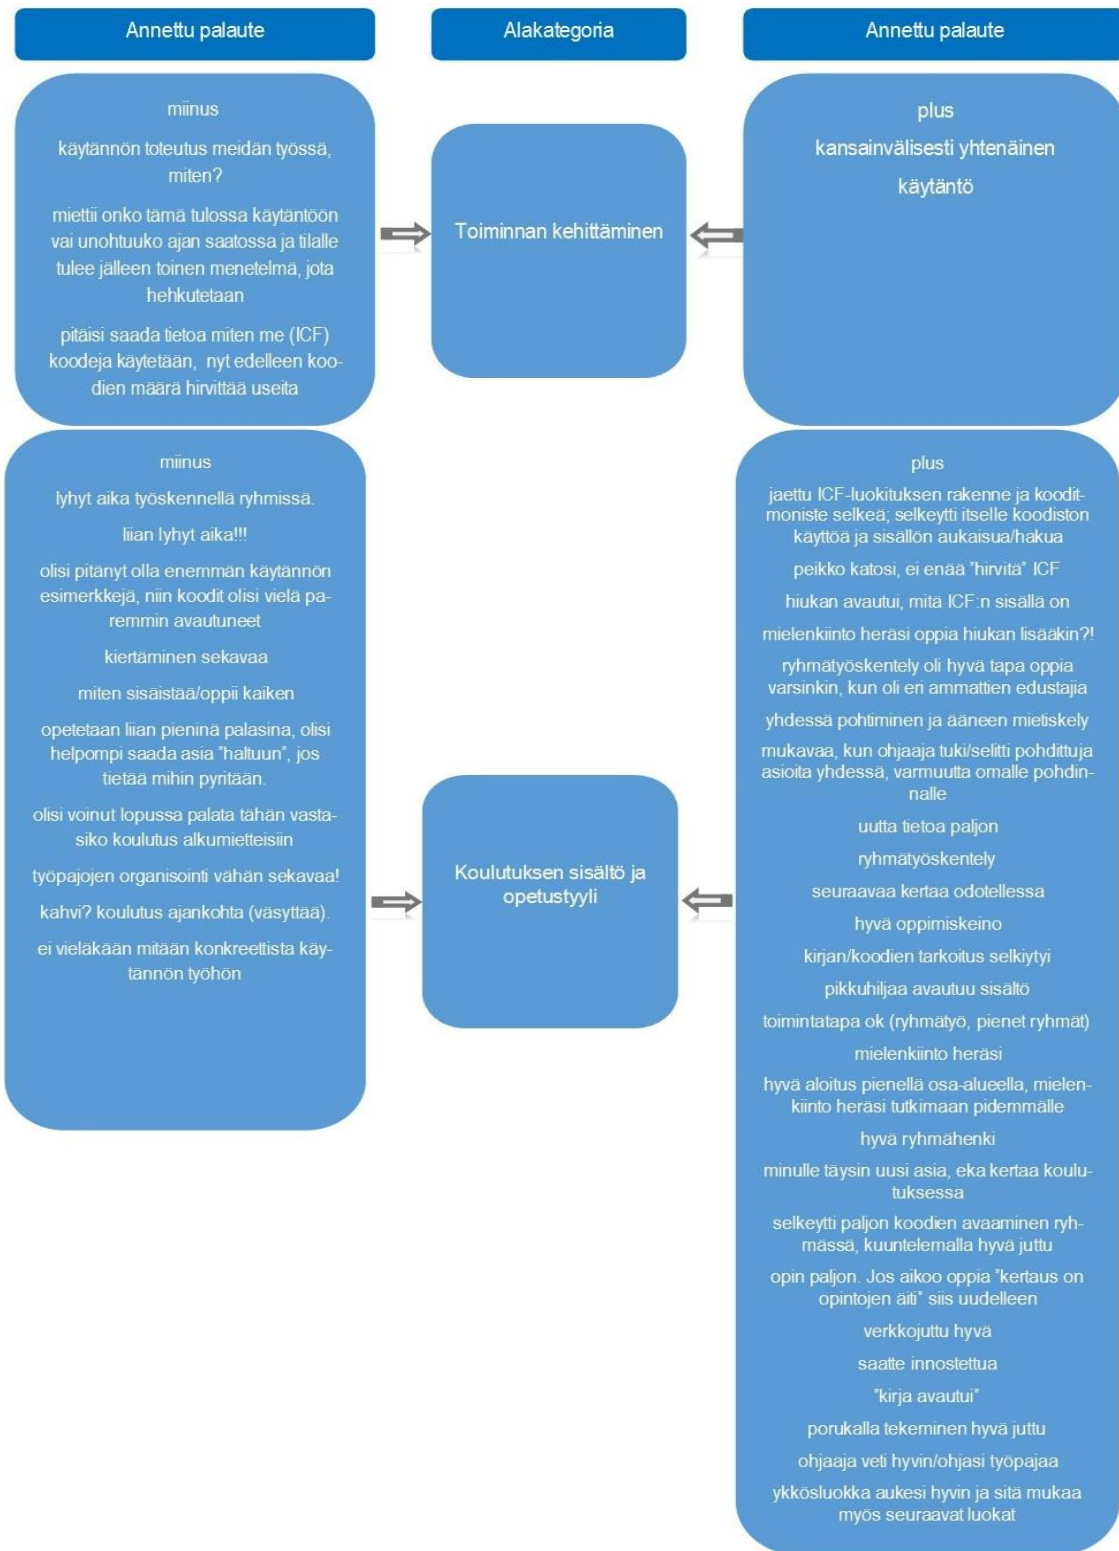 Annettu palaute
Alakategoria
Annettu palaute
miinus
käytännön toteutus meidän työssä,
miten?
miettii onko tämä tulossa käytäntöön
vai unohtuuko ajan saatossa ja tilalle
tulee jälleen toinen menetelmä, jota
hehkutetaan
pitäisi saada tietoa miten me (ICF)
koodeja käytetään, nyt edelleen koo-
dien määrä hirvittää useita
Toiminnan kehittäminen
plus
kansainvälisesti yhtenäinen
käytäntö
miinus
lyhyt aika työskennellä ryhmissä.
liian lyhyt aika!!!
olisi pitänyt olla enemmän käytännön
esimerkkejä, niin koodit olisi vielä pa-
remmin avautuneet
kiertäminen sekavaa
miten sisäistää/oppii kaiken
opetetaan liian pieninä palasina, olisi
helpompi saada asia "haltuun", jos
tietää mihin pyritään.
olisi voinut lopussa palata tähän vasta-
siko koulutus alkumietteisiin
työpajojen organisointi vähän sekavaa!
kahvi? koulutus ajankohta (väsyttää).
ei vieläkään mitään konkreettista käy-
tännön työhön
Koulutuksen sisältö ja
opetustyyli
plus
jaettu ICF-luokituksen rakenne ja koodit-
moniste selkeä; selkeytti itselle koodiston
käyttöä ja sisällön aukaisua/hakua
peikko katosi, ei enää "hirvitä" ICF
hiukan avautui, mitä ICF:n sisällä on
mielenkiinto heräsi oppia hiukan lisääkin?!
ryhmätyöskentely oli hyvä tapa oppia
varsinkin, kun oli eri ammattien edustajia
yhdessä pohtiminen ja ääneen mietiskely
mukavaa, kun ohjaaja tuki/selitti pohdittuja
asioita yhdessä, varmuutta omalle pohdin-
nalle
uutta tietoa paljon
ryhmätyöskentely
seuraavaa kertaa odotellessa
hyvä oppimiskeino
kirjan/koodien tarkoitus selkiytyi
pikkuhiljaa avautuu sisältö
toimintatapa ok (ryhmätyö, pienet ryhmät)
mielenkiinto heräsi
hyvä aloitus pienellä osa-alueella, mielen-
kiinto heräsi tutkimaan pidemmälle
hyvä ryhmähenki
minulle täysin uusi asia, eka kertaa koulu-
tuksessa
selkeytti paljon koodien avaaminen ryh-
mässä, kuuntelemalla hyvä juttu
opin paljon. Jos aikoo oppia "kertaus on
opintojen äiti" siis uudelleen
verkkojuttu hyvä
saatte innostettua
"kirja avautui"
porukalla tekeminen hyvä juttu
ohjaaja veti hyvin/ohjasi työpajaa
ykkösluokka aukesi hyvin ja sitä mukaa
myös seuraavat luokat